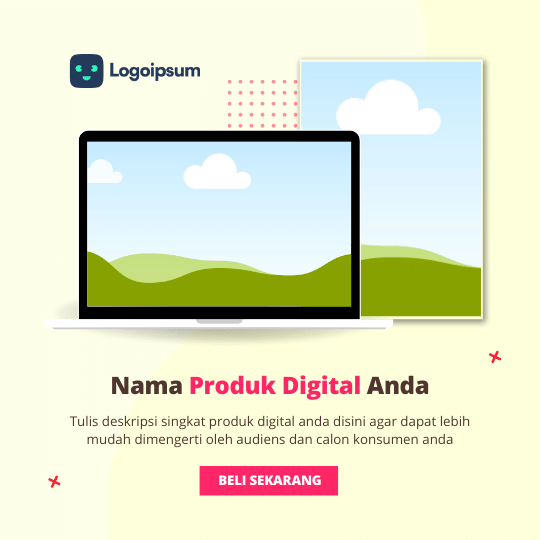 Logoipsum
Nama Produk Digital Anda
Tulis deskripsi singkat produk digital anda disini agar dapat lebih
mudah dimengerti oleh audiens dan calon konsumen anda
BELI SEKARANG